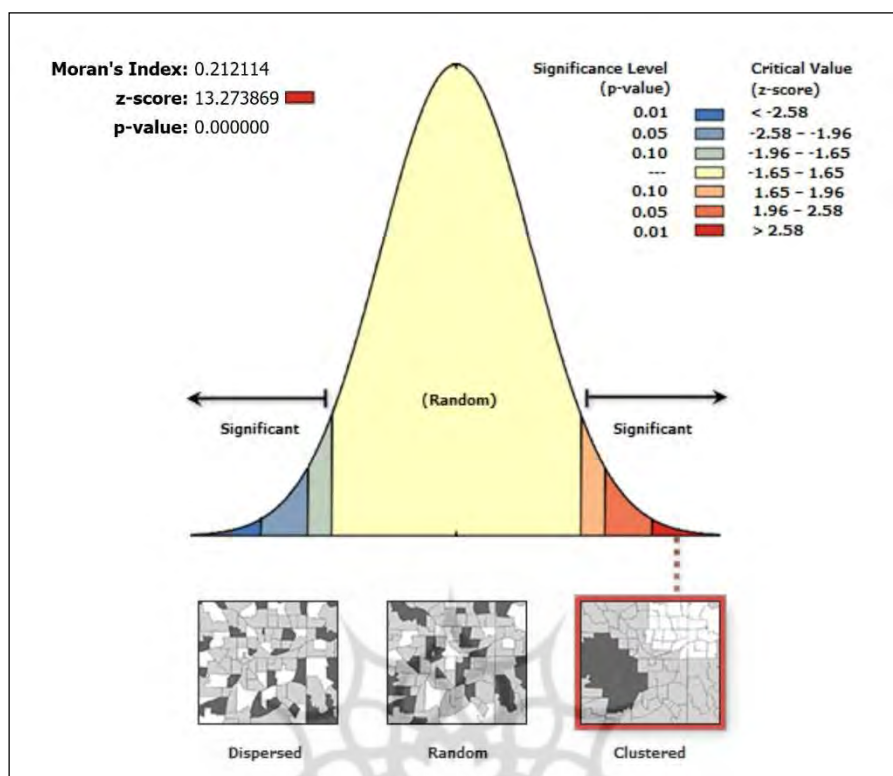 Moran's Index: 0.212114
z-score: 13.273869
p-value: 0.000000
Significance Level
(p-value)
Critical Value
(z-score)
0.01 < -2.58
0.05 -2.58 – -1.96
0.10 -1.96 – -1.65
--- -1.65 – 1.65
0.10 1.65 – 1.96
0.05 1.96 – 2.58
0.01 > 2.58
(Random)
Significant
Significant
Dispersed
Random
Clustered